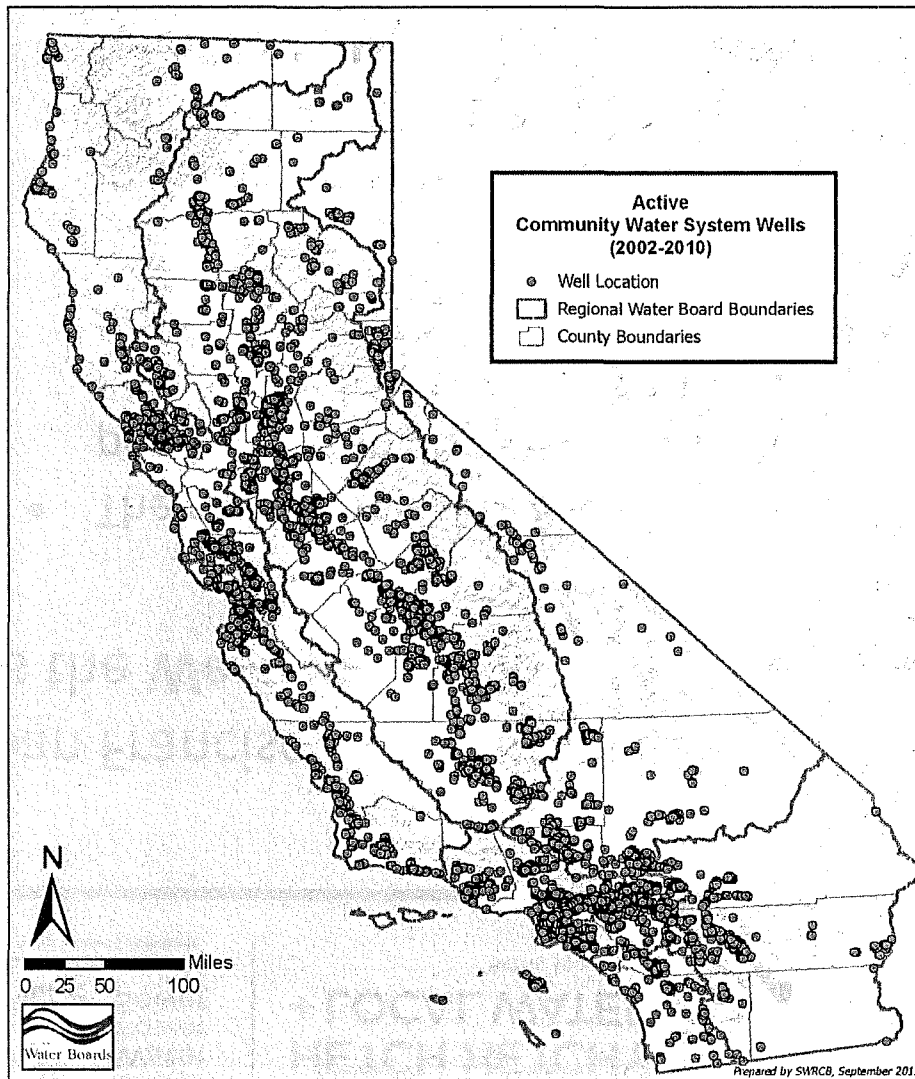 Active
Community Water System Wells
(2002-2010)
Well Location
Regional Water Board Boundaries
County Boundaries
N
Miles
0 25 50 100
Water Boards
Prepared by SWRCB, September